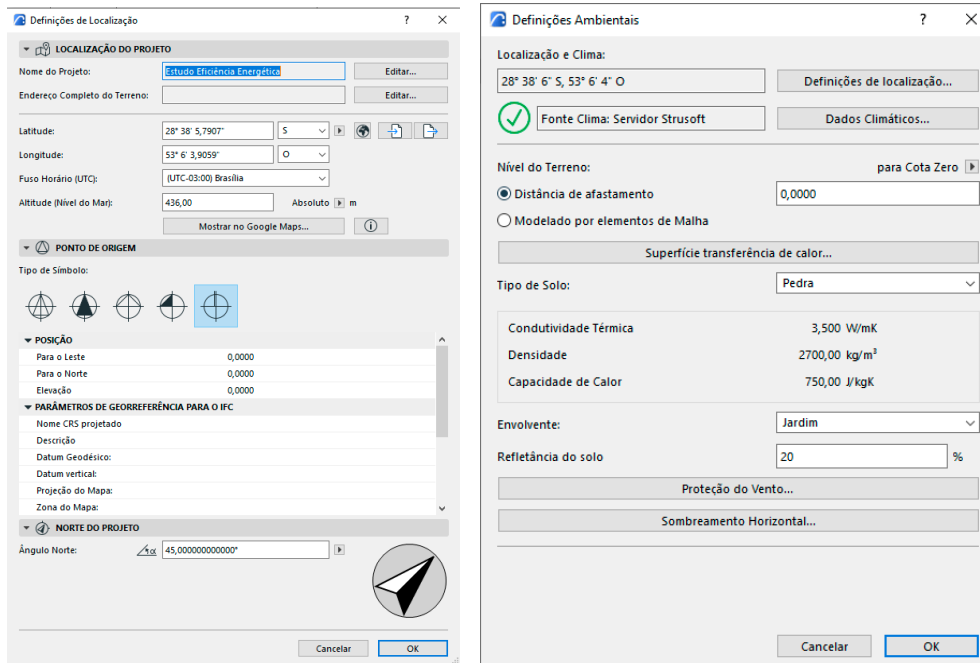 Definições de Localização
?
LOCALIZAÇÃO DO PROJETO
Nome do Projeto: Estudo Eficiência Energética Editar...
Endereço Completo do Terreno: Editar...
Latitude: 28° 38' 5,7907" S
Longitude: 53° 6' 3,9059" O
Fuso Horário (UTC): (UTC-03:00) Brasília
Altitude (Nível do Mar): 436,00 Absoluto m
Mostrar no Google Maps...
PONTO DE ORIGEM
Tipo de Símbolo:
POSIÇÃO
Para o Leste 0,0000
Para o Norte 0,0000
Elevação 0,0000
PARÂMETROS DE GEORREFERÊNCIA PARA O IFC
Nome CRS projetado
Descrição
Datum Geodésico:
Datum vertical:
Projeção do Mapa:
Zona do Mapa:
NORTE DO PROJETO
Ângulo Norte: α 45,000000000000°
Cancelar OK
Definições Ambientais
?
Localização e Clima:
28° 38' 6" S, 53° 6' 4" O Definições de localização...
Fonte Clima: Servidor Strusoft Dados Climáticos...
Nível do Terreno: para Cota Zero
Distância de afastamento 0,0000
Modelado por elementos de Malha
Superfície transferência de calor...
Tipo de Solo: Pedra
Condutividade Térmica 3,500 W/mK
Densidade 2700,00 kg/m³
Capacidade de Calor 750,00 J/kgK
Envolvente: Jardim
Refletância do solo 20 %
Proteção do Vento...
Sombreamento Horizontal...
Cancelar OK